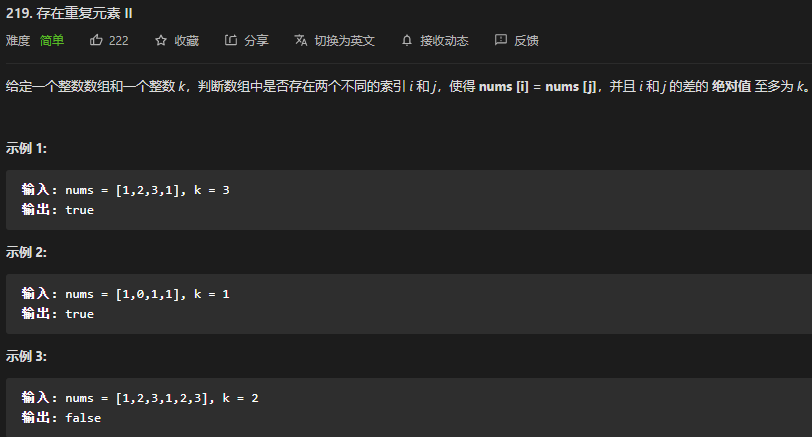 219. 存在重复元素 II
难度 简单 222 收藏 分享 切换为英文 接收动态 反馈
给定一个整数数组和一个整数 k，判断数组中是否存在两个不同的索引 i 和 j，使得 nums [i] = nums [j]，并且 i 和 j 的差的 绝对值 至多为 k。
示例 1:
输入: nums = [1,2,3,1], k = 3
输出: true
示例 2:
输入: nums = [1,0,1,1], k = 1
输出: true
示例 3:
输入: nums = [1,2,3,1,2,3], k = 2
输出: false